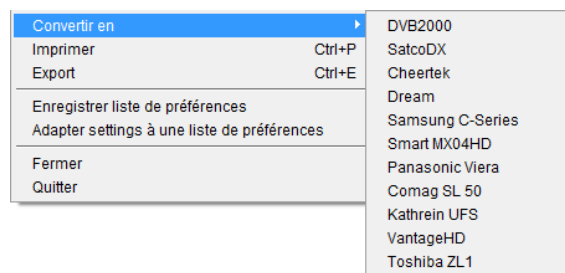 Convertir en
Imprimer Ctrl+P
Export Ctrl+E
Enregistrer liste de préférences
Adapter settings à une liste de préférences
Fermer
Quitter
DVB2000
SatcoDX
Cheertek
Dream
Samsung C-Series
Smart MX04HD
Panasonic Viera
Comag SL 50
Kathrein UFS
VantageHD
Toshiba ZL1